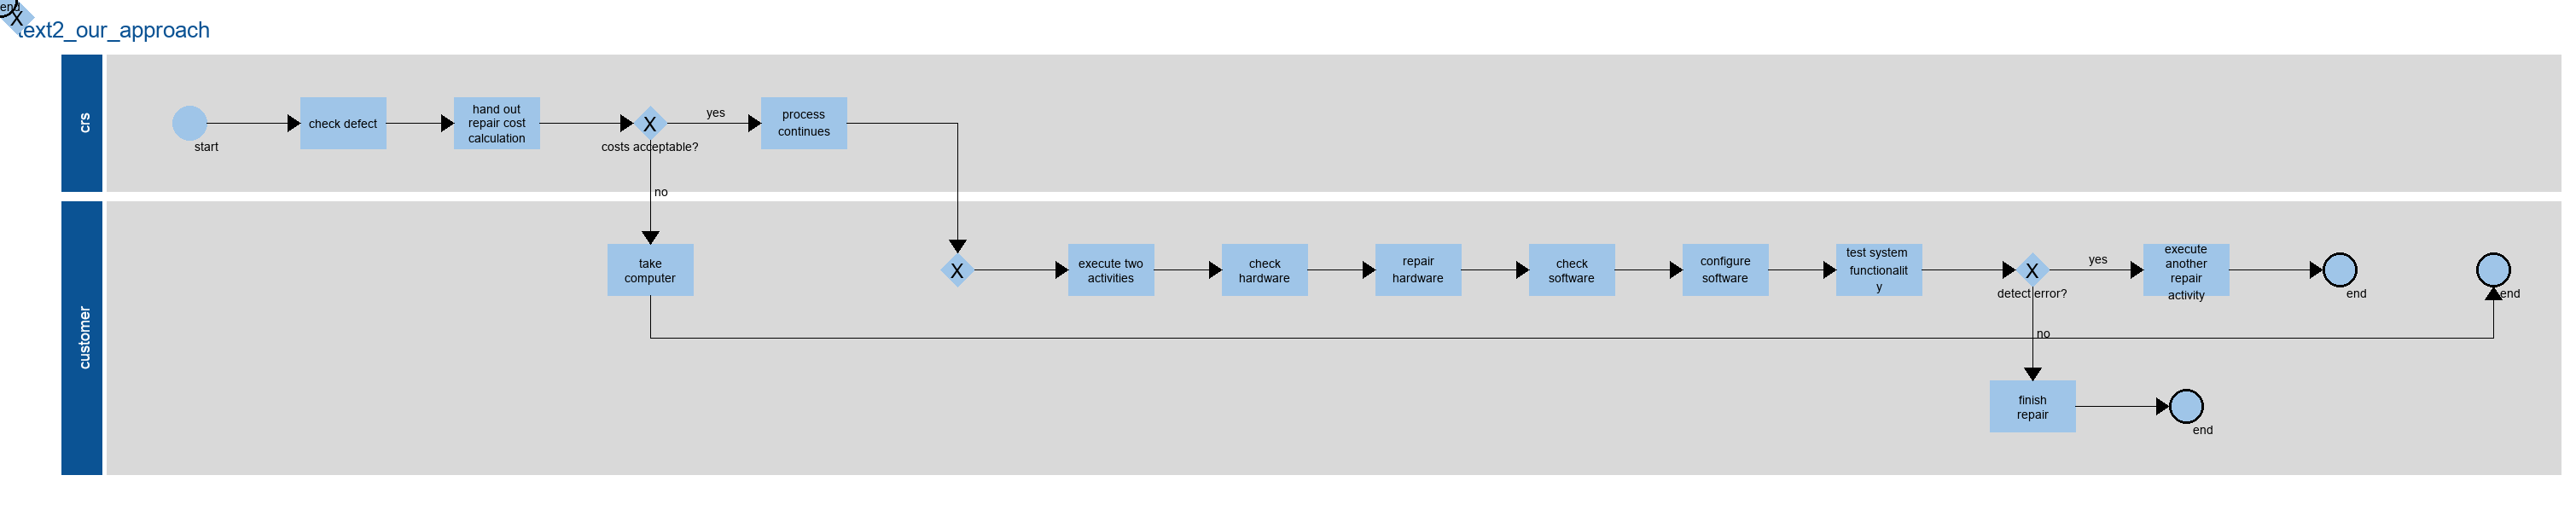 end
X
text2_our_approach
crs
start
check defect
hand out
repair cost
calculation
X
costs acceptable?
yes
no
process
continues
customer
take
computer
X
execute two
activities
check
hardware
repair
hardware
check
software
configure
software
test system
functionalit
y
X
detect error?
yes
no
execute
another
repair
activity
end
end
finish
repair
end